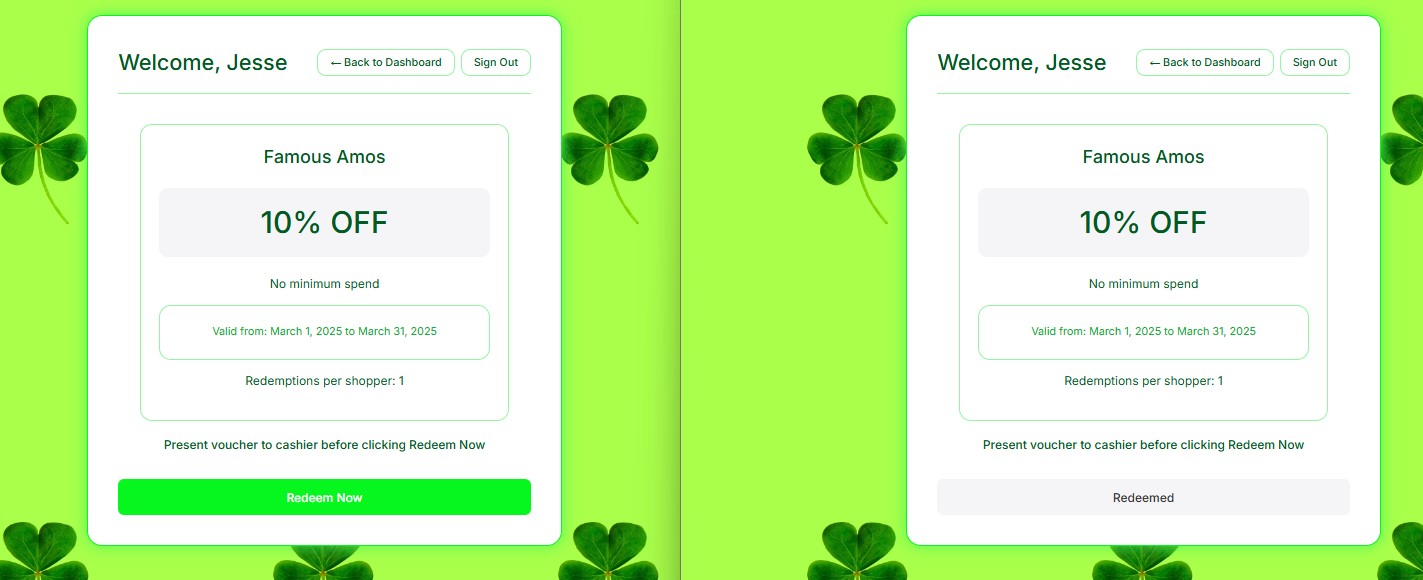 Welcome, Jesse
← Back to Dashboard
Sign Out
Famous Amos
10% OFF
No minimum spend
Valid from: March 1, 2025 to March 31, 2025
Redemptions per shopper: 1
Present voucher to cashier before clicking Redeem Now
Redeem Now
Welcome, Jesse
← Back to Dashboard
Sign Out
Famous Amos
10% OFF
No minimum spend
Valid from: March 1, 2025 to March 31, 2025
Redemptions per shopper: 1
Present voucher to cashier before clicking Redeem Now
Redeemed